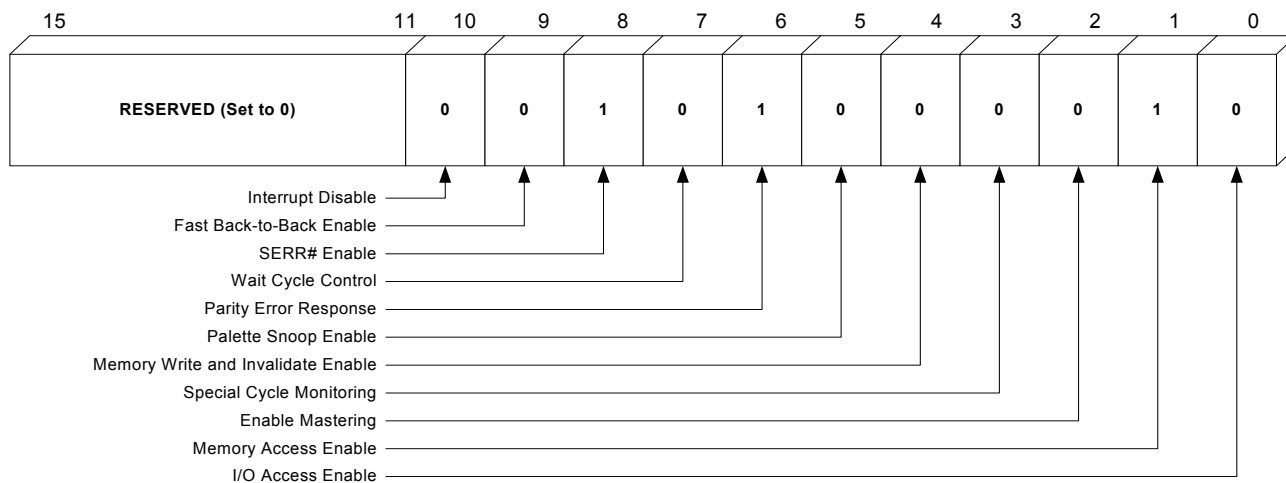 15 11 10 9 8 7 6 5 4 3 2 1 0
RESERVED (Set to 0) 0 0 1 0 1 0 0 0 0 1 0
Interrupt Disable
Fast Back-to-Back Enable
SERR# Enable
Wait Cycle Control
Parity Error Response
Palette Snoop Enable
Memory Write and Invalidate Enable
Special Cycle Monitoring
Enable Mastering
Memory Access Enable
I/O Access Enable